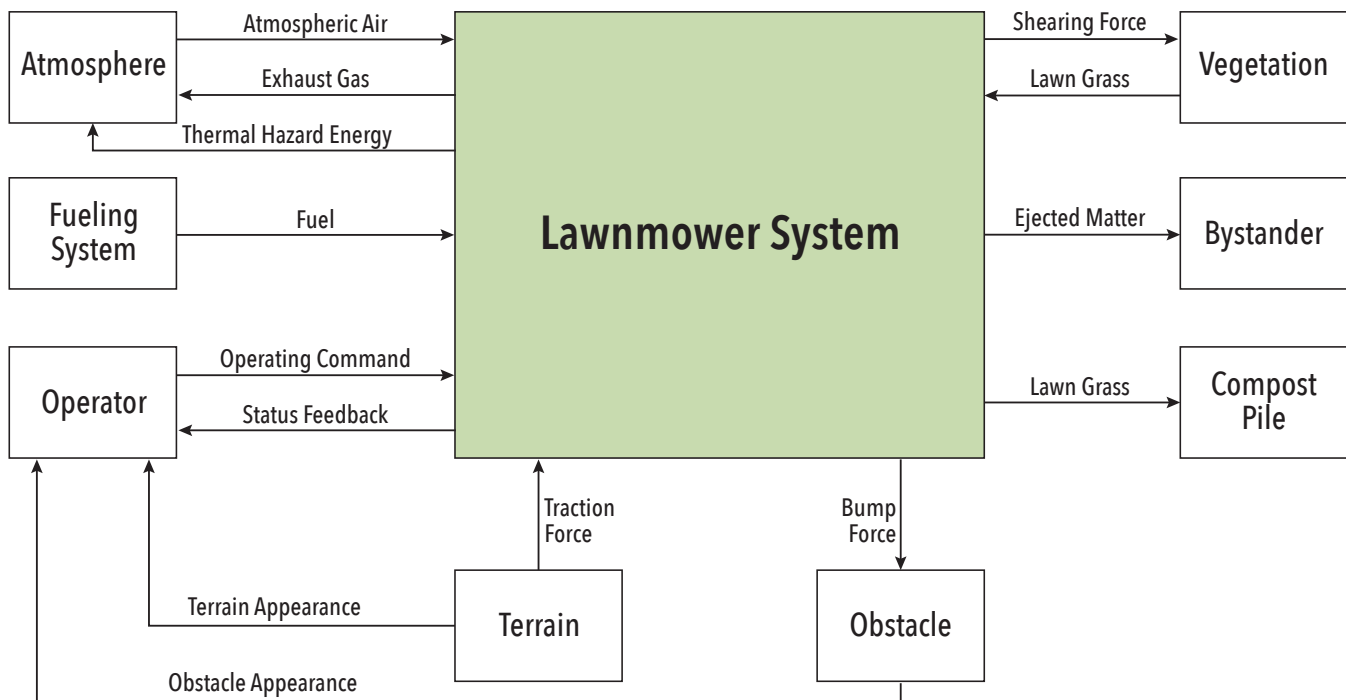 Atmospheric Air
Atmosphere
Exhaust Gas
Thermal Hazard Energy
Shearing Force
Vegetation
Lawn Grass
Fueling
System
Fuel
Lawnmower System
Ejected Matter
Bystander
Operating Command
Operator
Status Feedback
Lawn Grass
Compost
Pile
Traction
Force
Bump
Force
Terrain Appearance
Terrain
Obstacle
Obstacle Appearance